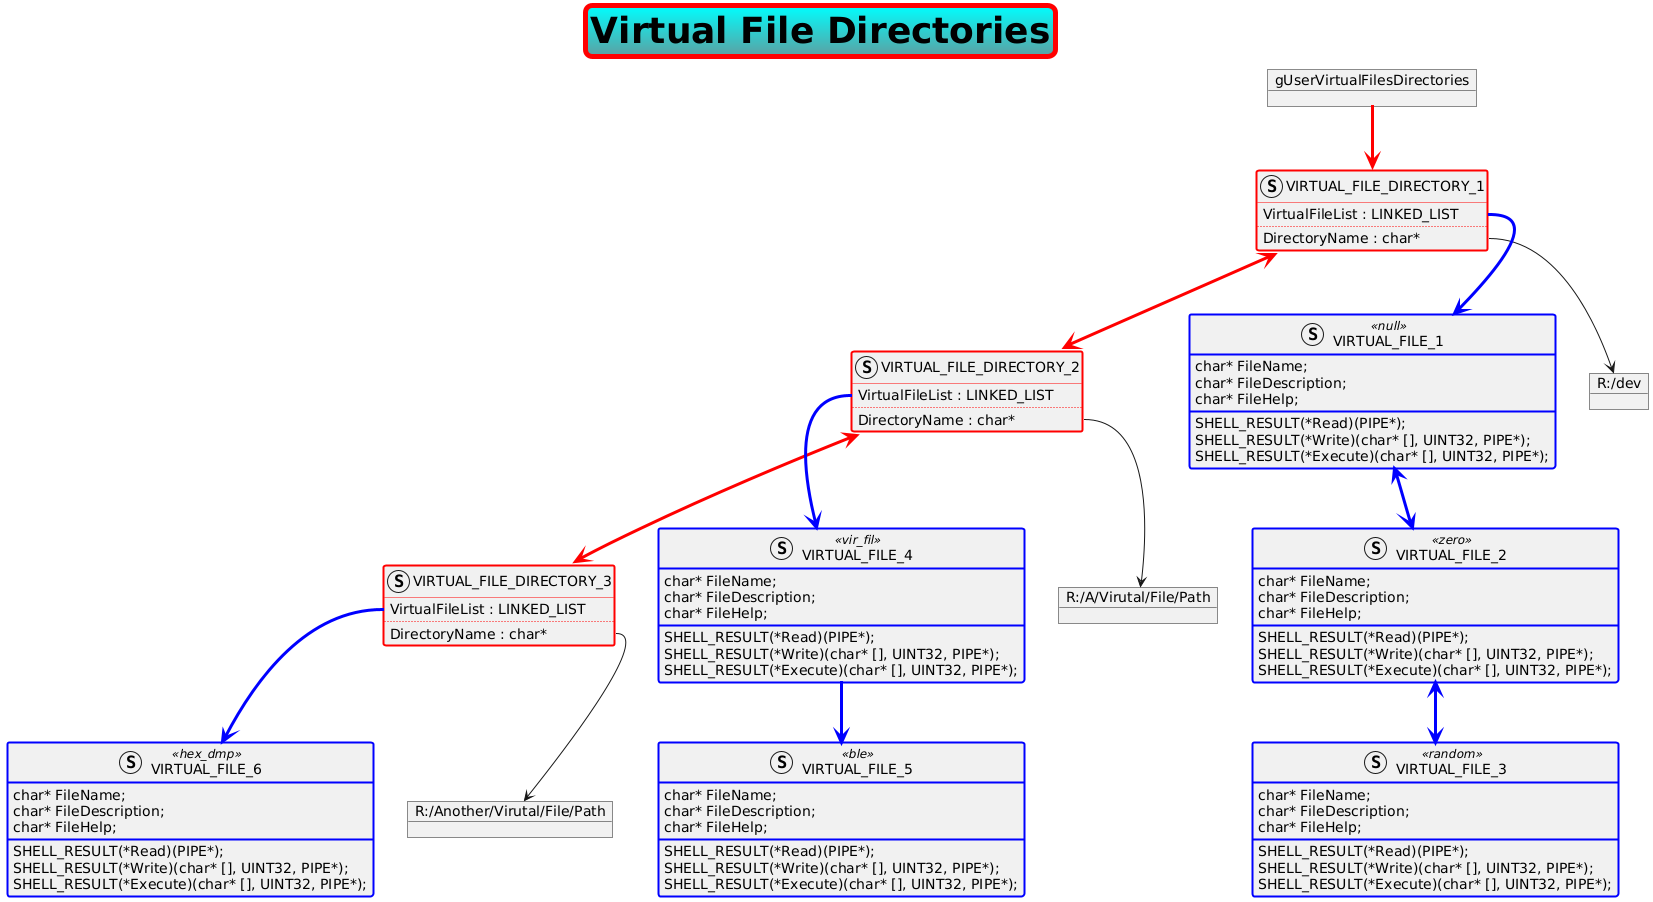 Virtual File Directories
gUserVirtualFilesDirectories
S VIRTUAL_FILE_DIRECTORY_1
VirtualFileList : LINKED_LIST
DirectoryName : char*
S VIRTUAL_FILE_DIRECTORY_2
VirtualFileList : LINKED_LIST
DirectoryName : char*
S «null»
VIRTUAL_FILE_1
char* FileName;
char* FileDescription;
char* FileHelp;
SHELL_RESULT(*Read)(PIPE*);
SHELL_RESULT(*Write)(char* [], UINT32, PIPE*);
SHELL_RESULT(*Execute)(char* [], UINT32, PIPE*);
R:/dev
S VIRTUAL_FILE_DIRECTORY_3
VirtualFileList : LINKED_LIST
DirectoryName : char*
S «vir_fil»
VIRTUAL_FILE_4
char* FileName;
char* FileDescription;
char* FileHelp;
SHELL_RESULT(*Read)(PIPE*);
SHELL_RESULT(*Write)(char* [], UINT32, PIPE*);
SHELL_RESULT(*Execute)(char* [], UINT32, PIPE*);
R:/A/Virutal/File/Path
S «zero»
VIRTUAL_FILE_2
char* FileName;
char* FileDescription;
char* FileHelp;
SHELL_RESULT(*Read)(PIPE*);
SHELL_RESULT(*Write)(char* [], UINT32, PIPE*);
SHELL_RESULT(*Execute)(char* [], UINT32, PIPE*);
S «hex_dmp»
VIRTUAL_FILE_6
char* FileName;
char* FileDescription;
char* FileHelp;
SHELL_RESULT(*Read)(PIPE*);
SHELL_RESULT(*Write)(char* [], UINT32, PIPE*);
SHELL_RESULT(*Execute)(char* [], UINT32, PIPE*);
R:/Another/Virutal/File/Path
S «ble»
VIRTUAL_FILE_5
char* FileName;
char* FileDescription;
char* FileHelp;
SHELL_RESULT(*Read)(PIPE*);
SHELL_RESULT(*Write)(char* [], UINT32, PIPE*);
SHELL_RESULT(*Execute)(char* [], UINT32, PIPE*);
S «random»
VIRTUAL_FILE_3
char* FileName;
char* FileDescription;
char* FileHelp;
SHELL_RESULT(*Read)(PIPE*);
SHELL_RESULT(*Write)(char* [], UINT32, PIPE*);
SHELL_RESULT(*Execute)(char* [], UINT32, PIPE*);